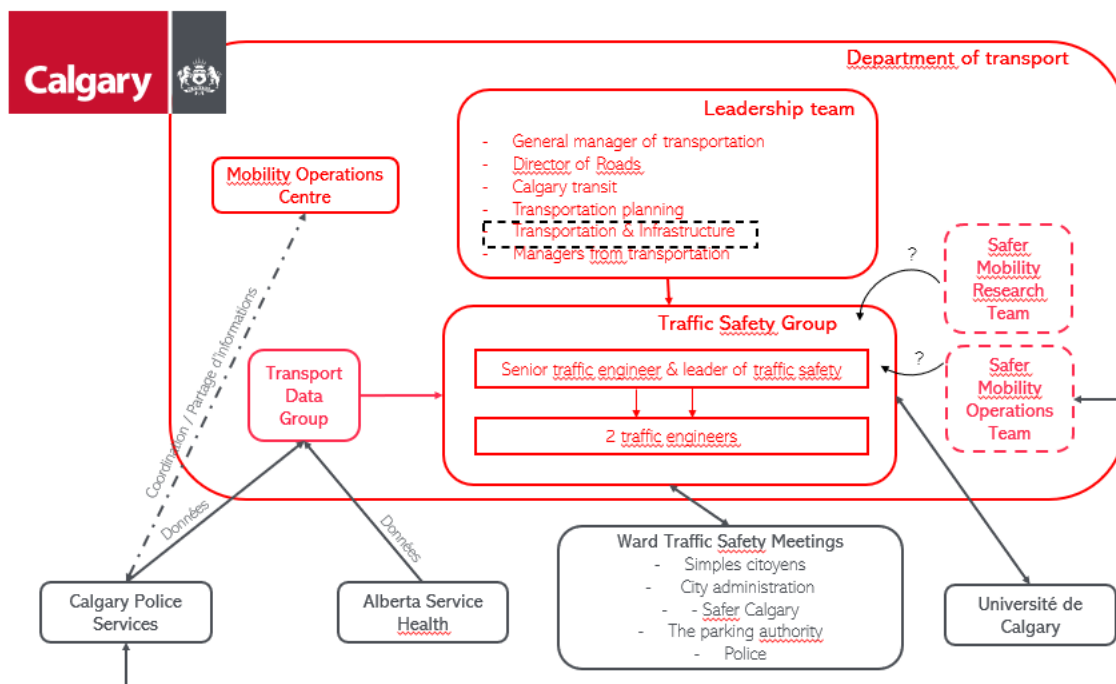 Calgary
Department of transport
Leadership team
- General manager of transportation
- Director of Roads
- Calgary transit
- Transportation planning
- Transportation & Infrastructure
- Managers from transportation
Mobility Operations
Centre
Safer
Mobility
Research
Team
?
Traffic Safety Group
Senior traffic engineer & leader of traffic safety
2 traffic engineers
?
Safer
Mobility
Operations
Team
Transport
Data
Group
Coordination / Partage d'informations
Données
Données
Ward Traffic Safety Meetings
- Simples citoyens
- City administration
- - Safer Calgary
- The parking authority
- Police
Calgary Police
Services
Alberta Service
Health
Université de
Calgary